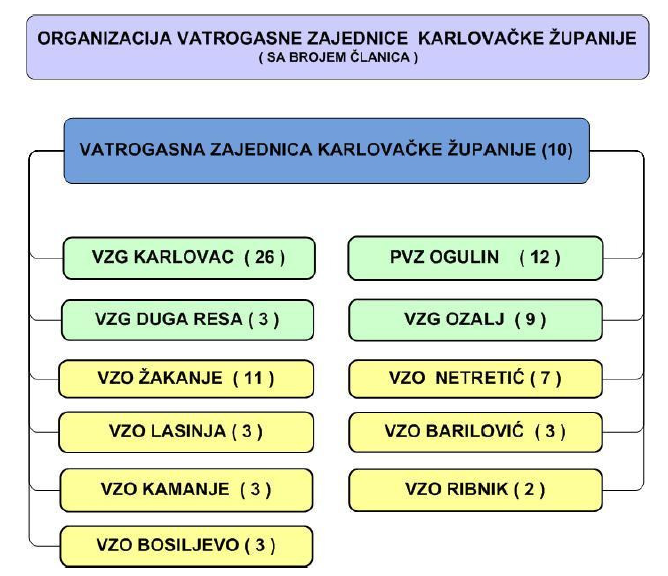 ORGANIZACIJA VATROGASNE ZAJEDNICE KARLOVAČKE ŽUPANIJE
( SA BROJEM ČLANICA )
VATROGASNA ZAJEDNICA KARLOVAČKE ŽUPANIJE (10)
VZG KARLOVAC ( 26 )
PVZ OGULIN ( 12 )
VZG DUGA RESA ( 3 )
VZG OZALJ ( 9 )
VZO ŽAKANJE ( 11 )
VZO NETRETIĆ ( 7 )
VZO LASINJA ( 3 )
VZO BARILOVIĆ ( 3 )
VZO KAMANJE ( 3 )
VZO RIBNIK ( 2 )
VZO BOSILJEVO ( 3 )